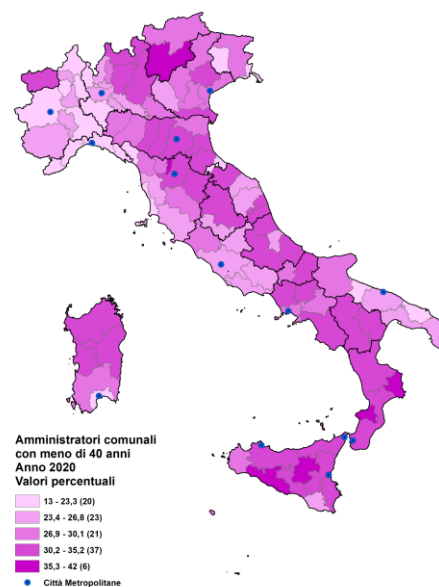 Amministratori comunali
con meno di 40 anni
Anno 2020
Valori percentuali
13 - 23,3 (20)
23,4 - 26,8 (23)
26,9 - 30,1 (21)
30,2 - 35,2 (37)
35,3 - 42 (6)
Città Metropolitane